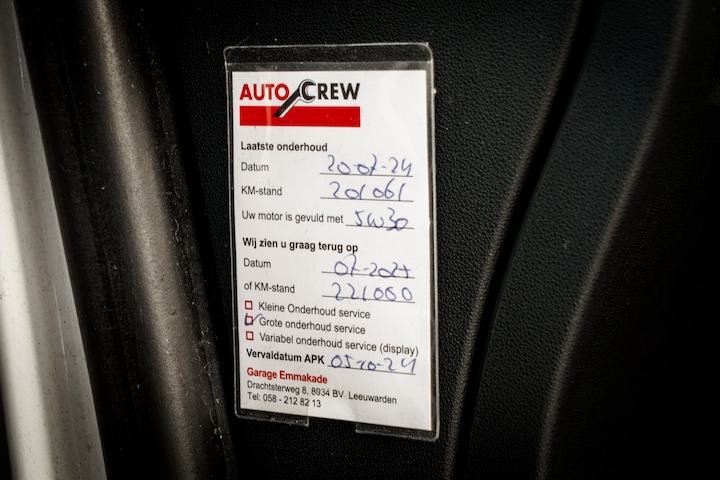 AUTO CREW
Laatste onderhoud
Datum 20-07-24
KM-stand 201061
Uw motor is gevuld met 5W30
Wij zien u graag terug op
Datum 07-2025
of KM-stand 221000
Kleine Onderhoud service
Grote onderhoud service
Variabel onderhoud service (display)
Vervaldatum APK 05-10-24
Garage Emmakade
Drachtsterweg 8, 8934 BV Leeuwarden
Tel: 058 - 212 82 13